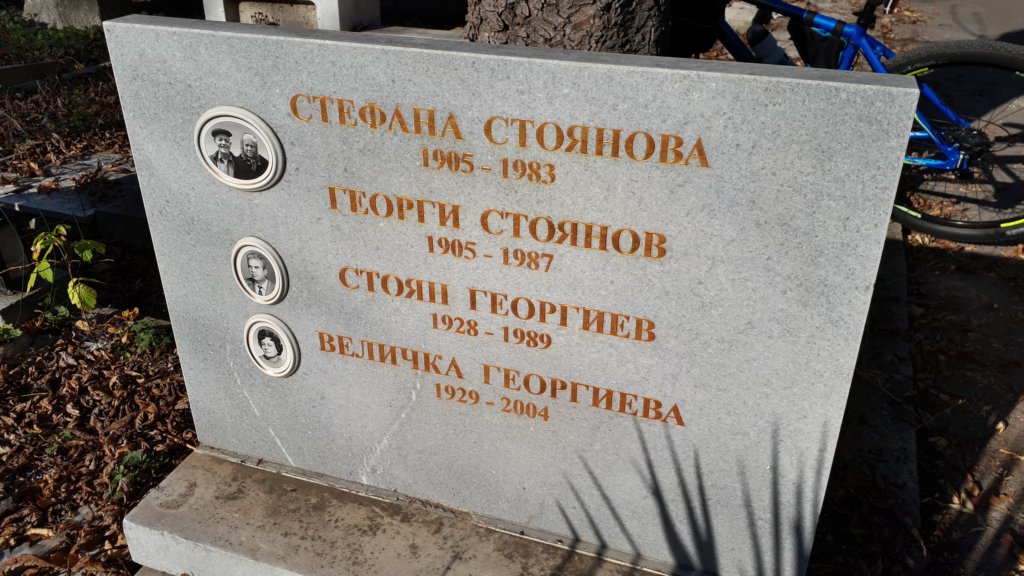 СТЕФАНА СТОЯНОВА
1905 - 1983
ГЕОРГИ СТОЯНОВ
1905 - 1987
СТОЯН ГЕОРГИЕВ
1928 - 1989
ВЕЛИЧКА ГЕОРГИЕВА
1929 - 2004